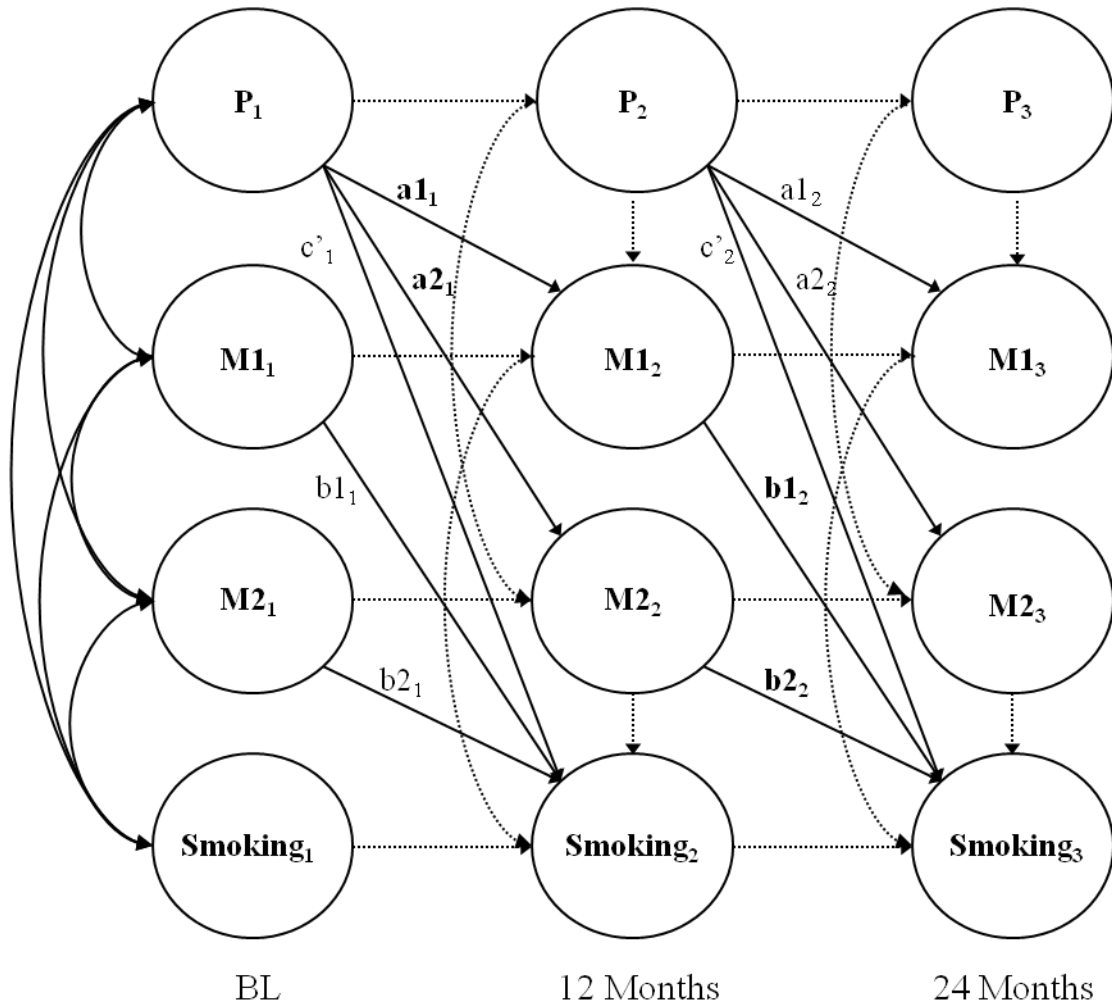 P₁ P₂ P₃
a1₁ a1₂
c’₁ c’₂
a2₁ a2₂
M1₁ M1₂ M1₃
b1₁ b1₂
M2₁ M2₂ M2₃
b2₁ b2₂
Smoking₁ Smoking₂ Smoking₃
BL 12 Months 24 Months